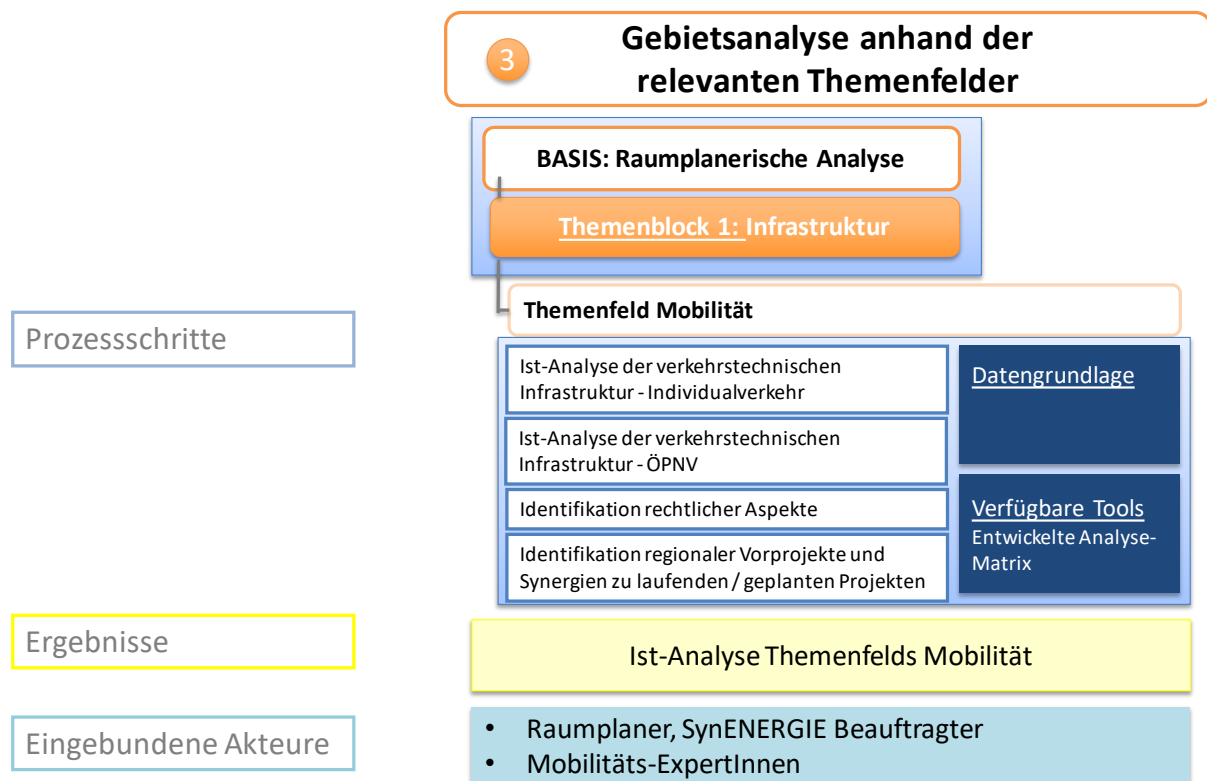 3
Gebietsanalyse anhand der
relevanten Themenfelder
BASIS: Raumplanerische Analyse
Themenblock 1: Infrastruktur
Themenfeld Mobilität
Prozessschritte
Ist-Analyse der verkehrstechnischen
Infrastruktur - Individualverkehr
Ist-Analyse der verkehrstechnischen
Infrastruktur - ÖPNV
Identifikation rechtlicher Aspekte
Identifikation regionaler Vorprojekte und
Synergien zu laufenden / geplanten Projekten
Datengrundlage
Verfügbare Tools
Entwickelte Analyse-
Matrix
Ergebnisse
Ist-Analyse Themenfelds Mobilität
Eingebundene Akteure
• Raumplaner, SynENERGIE Beauftragter
• Mobilitäts-ExpertInnen